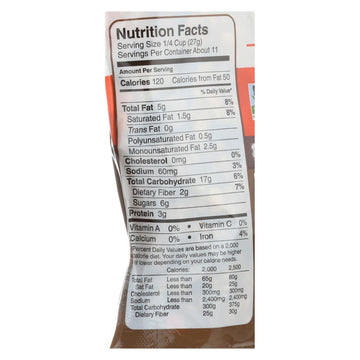 Nutrition Facts
Serving Size 1/4 Cup (27g)
Servings Per Container About 11
Amount Per Serving
Calories 120 Calories from Fat 50
% Daily Value*
Total Fat 5g 8%
Saturated Fat 1.5g 8%
Trans Fat 0g
Polyunsaturated Fat 0.5g
Monounsaturated Fat 2.5g
Cholesterol 0mg 0%
Sodium 60mg 3%
Total Carbohydrate 17g 6%
Dietary Fiber 2g 7%
Sugars 6g
Protein 3g
Vitamin A 0% • Vitamin C 0%
Calcium 0% • Iron 4%
Percent Daily Values are based on a 2,000
calorie diet. Your daily values may be higher
or lower depending on your calorie needs.
Calories: 2,000 2,500
Total Fat Less than 65g 80g
Sat Fat Less than 20g 25g
Cholesterol Less than 300mg 300mg
Sodium Less than 2,400mg 2,400mg
Total Carbohydrate 300g 375g
Dietary Fiber 25g 30g